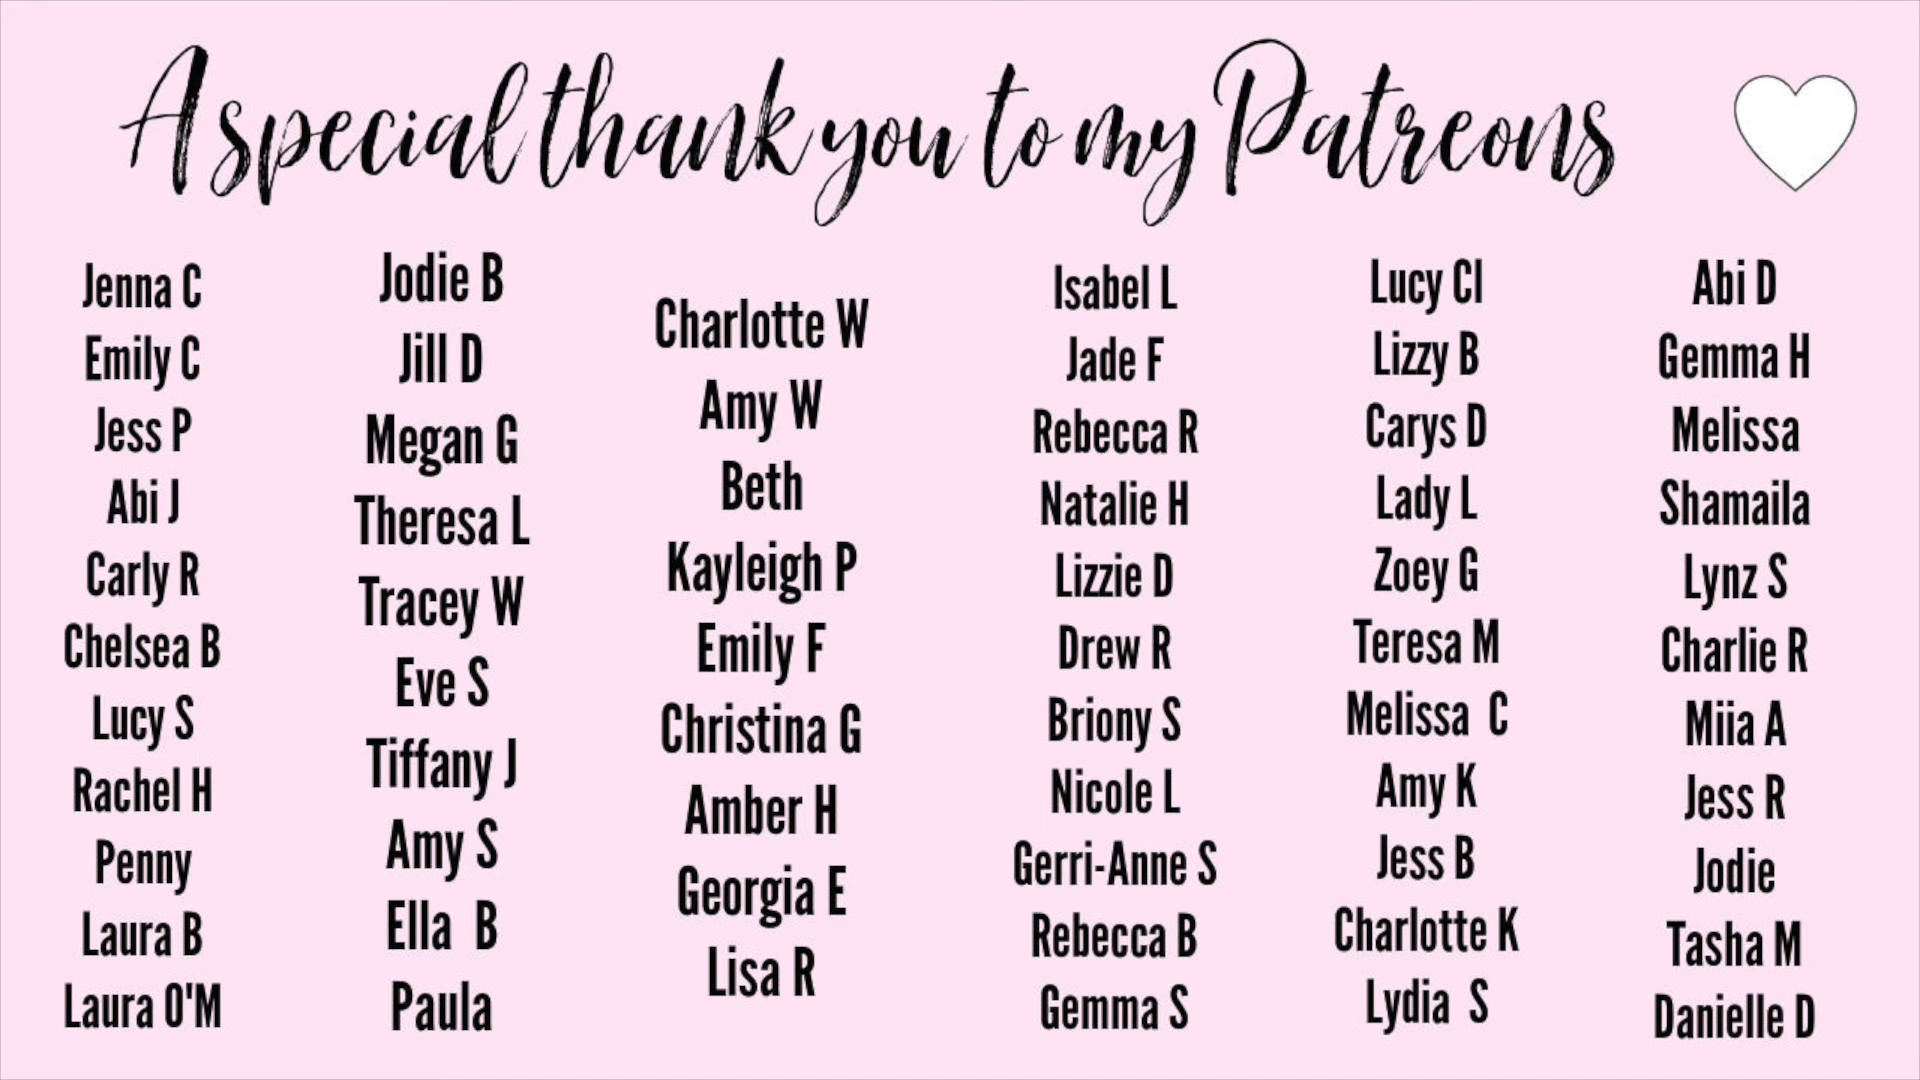 A special thank you to my Patreons
Jenna C
Emily C
Jess P
Abi J
Carly R
Chelsea B
Lucy S
Rachel H
Penny
Laura B
Laura O'M
Jodie B
Jill D
Megan G
Theresa L
Tracey W
Eve S
Tiffany J
Amy S
Ella B
Paula
Charlotte W
Amy W
Beth
Kayleigh P
Emily F
Christina G
Amber H
Georgia E
Lisa R
Isabel L
Jade F
Rebecca R
Natalie H
Lizzie D
Drew R
Briony S
Nicole L
Gerri-Anne S
Rebecca B
Gemma S
Lucy Cl
Lizzy B
Carys D
Lady L
Zoey G
Teresa M
Melissa C
Amy K
Jess B
Charlotte K
Lydia S
Abi D
Gemma H
Melissa
Shamaila
Lynz S
Charlie R
Miia A
Jess R
Jodie
Tasha M
Danielle D